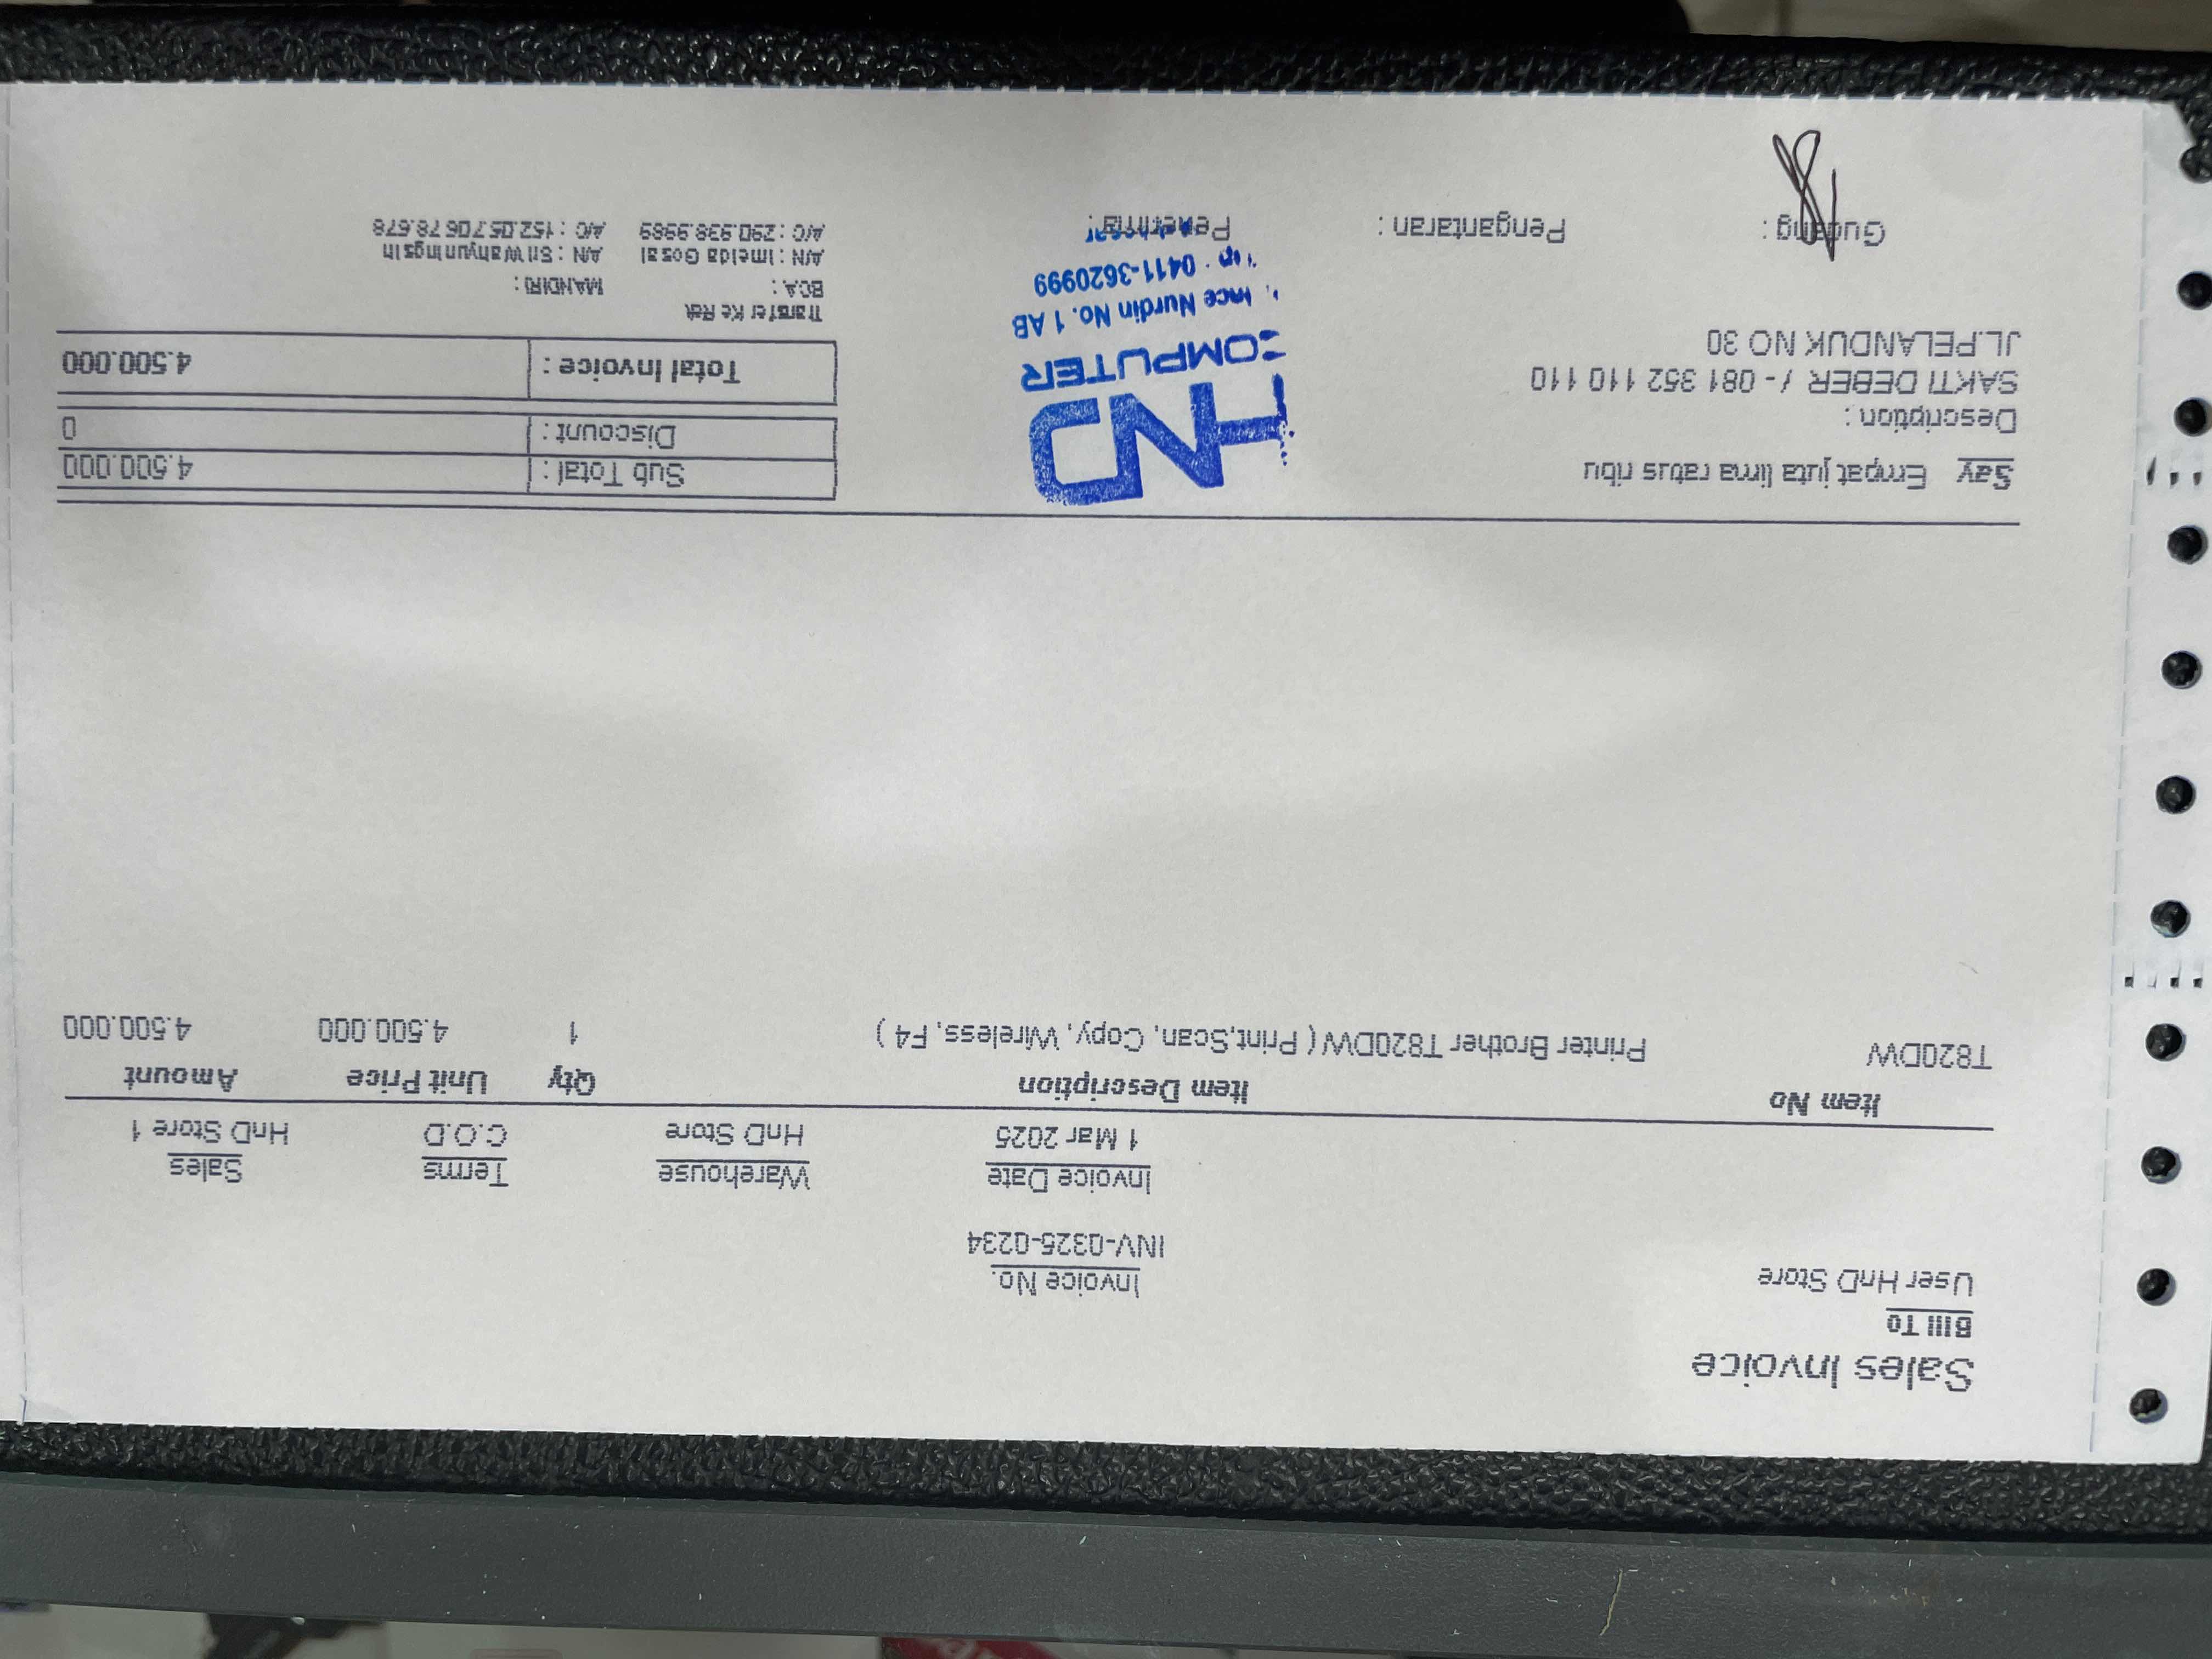 Sales Invoice
Bill To
User HnD Store
Invoice No.
INV-0325-0234
Invoice Date
1 Mar 2025
Warehouse
HnD Store
Terms
C.O.D
Sales
HnD Store 1
Item No Item Description Qty Unit Price Amount
T820DW Printer Brother T820DW ( Print,Scan, Copy, Wireless, F4 ) 1 4.500.000 4.500.000
Say Empat juta lima ratus ribu
Description :
SAKTI DEBER / - 081 352 110 110
JL.PELANDUK NO 30
Sub Total : 4.500.000
Discount : 0
Total Invoice : 4.500.000
Transfer Ke Rek
BCA : MANDIRI :
A/N : Imelda Gosal A/N : Sri Wahyuningsih
A/C : 290.938.9989 A/C : 152.05.706.78.678
HND
COMPUTER
Ince Nurdin No. 1 AB
0411-3620999
Gudang : Pengantaran : Penerima :